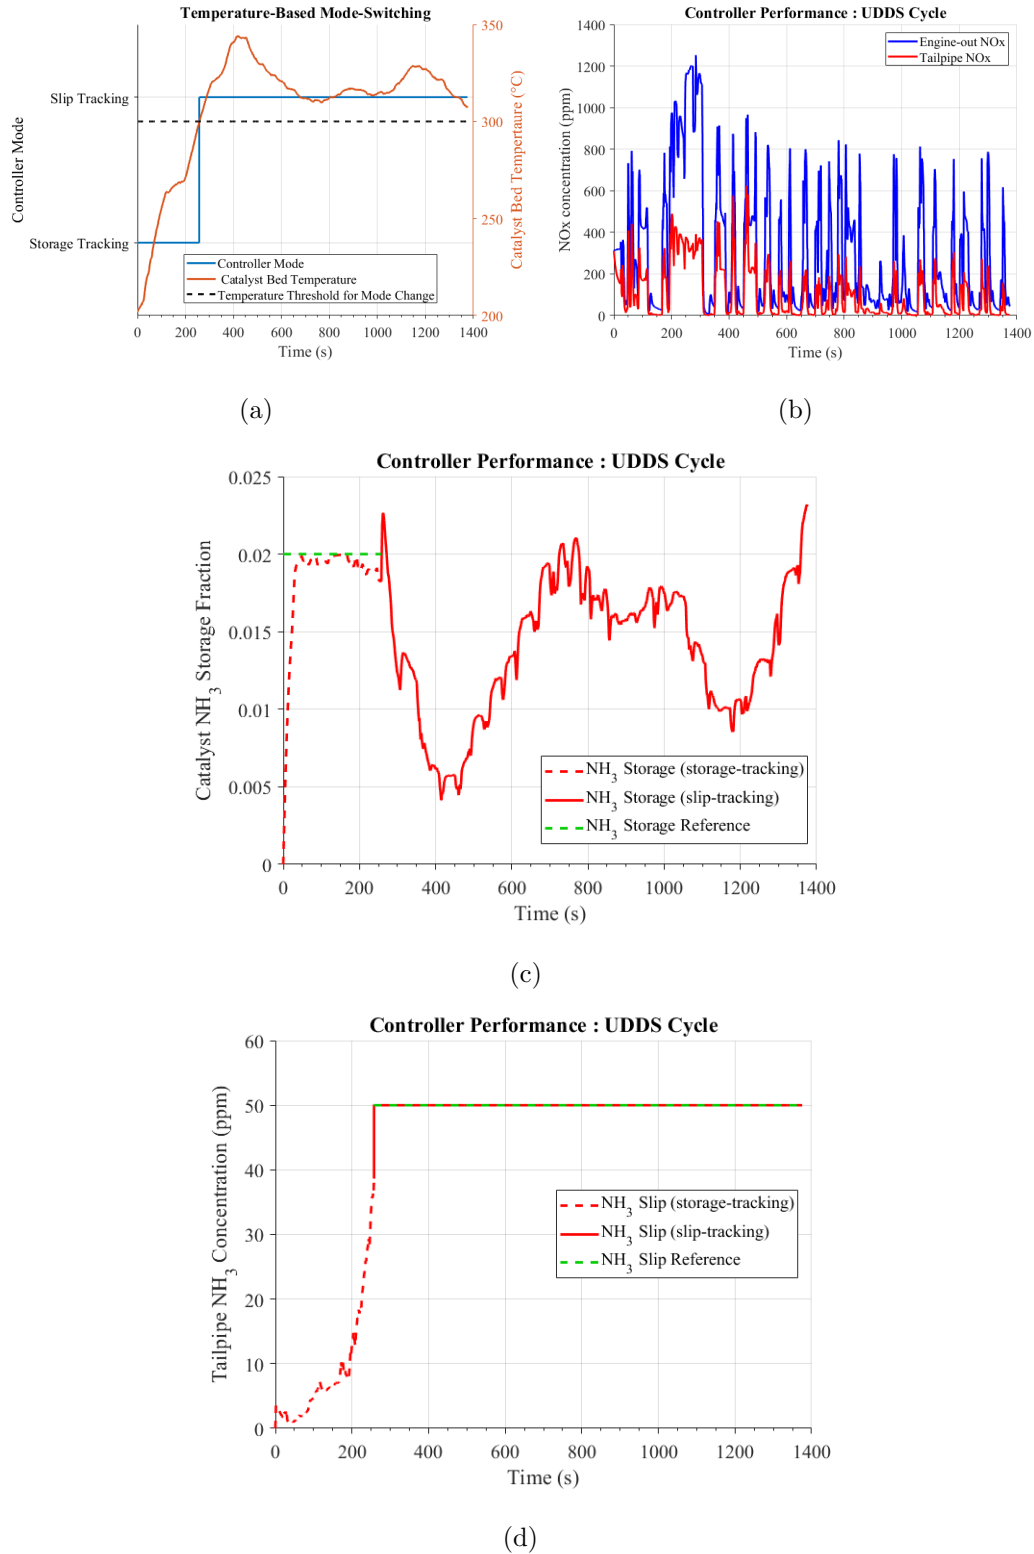 Temperature-Based Mode-Switching
350
300
250
200
Slip Tracking
Storage Tracking
Controller Mode
Catalyst Bed Tempertaure (°C)
Controller Mode
Catalyst Bed Temperature
Temperature Threshold for Mode Change
0 200 400 600 800 1000 1200 1400
Time (s)
(a)
Controller Performance : UDDS Cycle
1400
1200
1000
800
600
400
200
0
NOx concentration (ppm)
Engine-out NOx
Tailpipe NOx
0 200 400 600 800 1000 1200 1400
Time (s)
(b)
Controller Performance : UDDS Cycle
0.025
0.02
0.015
0.01
0.005
0
Catalyst NH3 Storage Fraction
NH3 Storage (storage-tracking)
NH3 Storage (slip-tracking)
NH3 Storage Reference
0 200 400 600 800 1000 1200 1400
Time (s)
(c)
Controller Performance : UDDS Cycle
60
50
40
30
20
10
0
Tailpipe NH3 Concentration (ppm)
NH3 Slip (storage-tracking)
NH3 Slip (slip-tracking)
NH3 Slip Reference
0 200 400 600 800 1000 1200 1400
Time (s)
(d)